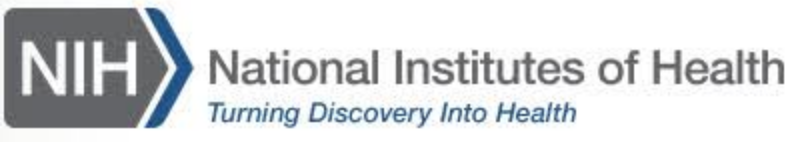 NIH
National Institutes of Health
Turning Discovery Into Health